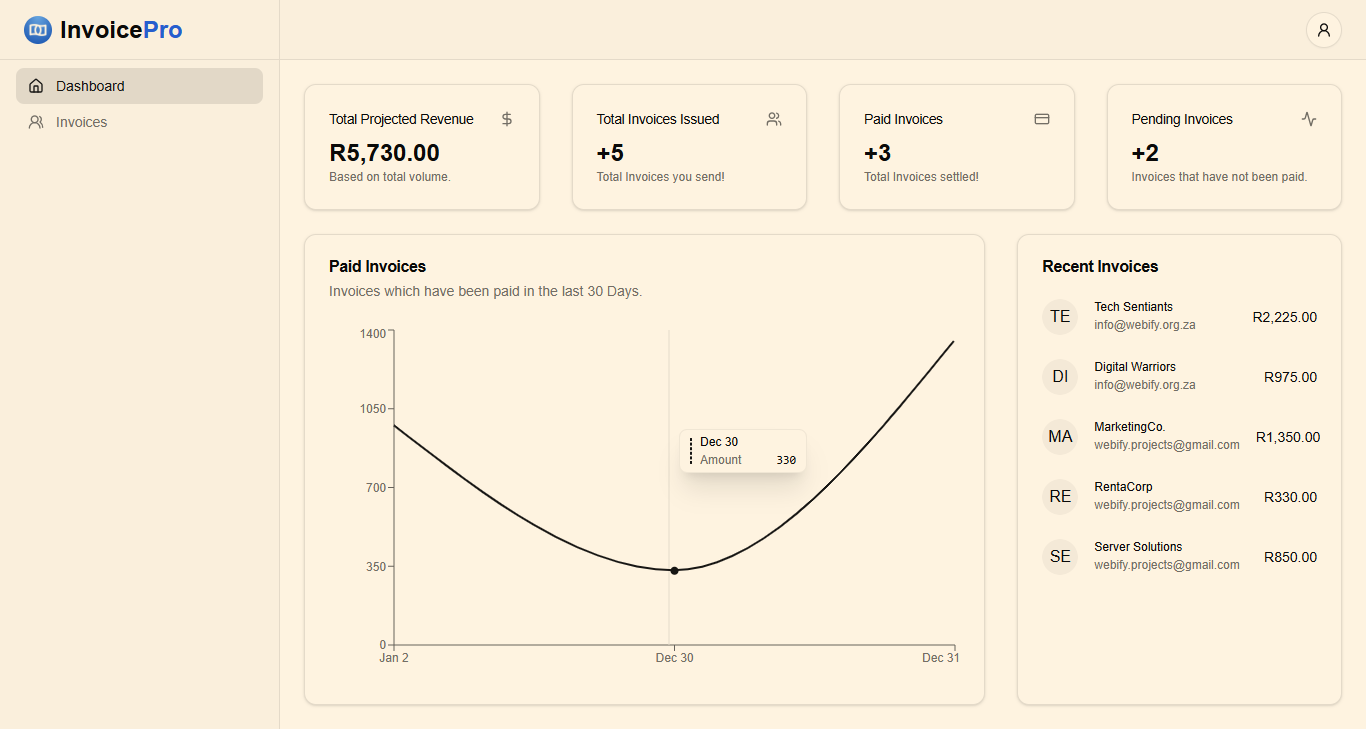 InvoicePro
Dashboard
Invoices
Total Projected Revenue
R5,730.00
Based on total volume.
Total Invoices Issued
+5
Total Invoices you send!
Paid Invoices
+3
Total Invoices settled!
Pending Invoices
+2
Invoices that have not been paid.
Paid Invoices
Invoices which have been paid in the last 30 Days.
1400
1050
700
350
0
Jan 2
Dec 30
Dec 31
Dec 30
Amount 330
Recent Invoices
TE
Tech Sentiants
info@webify.org.za
R2,225.00
DI
Digital Warriors
info@webify.org.za
R975.00
MA
MarketingCo.
webify.projects@gmail.com
R1,350.00
RE
RentaCorp
webify.projects@gmail.com
R330.00
SE
Server Solutions
webify.projects@gmail.com
R850.00